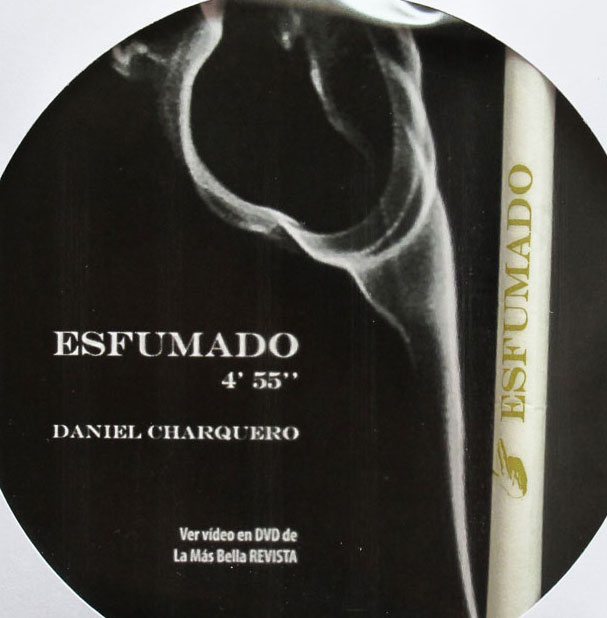 ESFUMADO
4' 55''
DANIEL CHARQUERO
Ver vídeo en DVD de
La Más Bella REVISTA
ESFUMADO